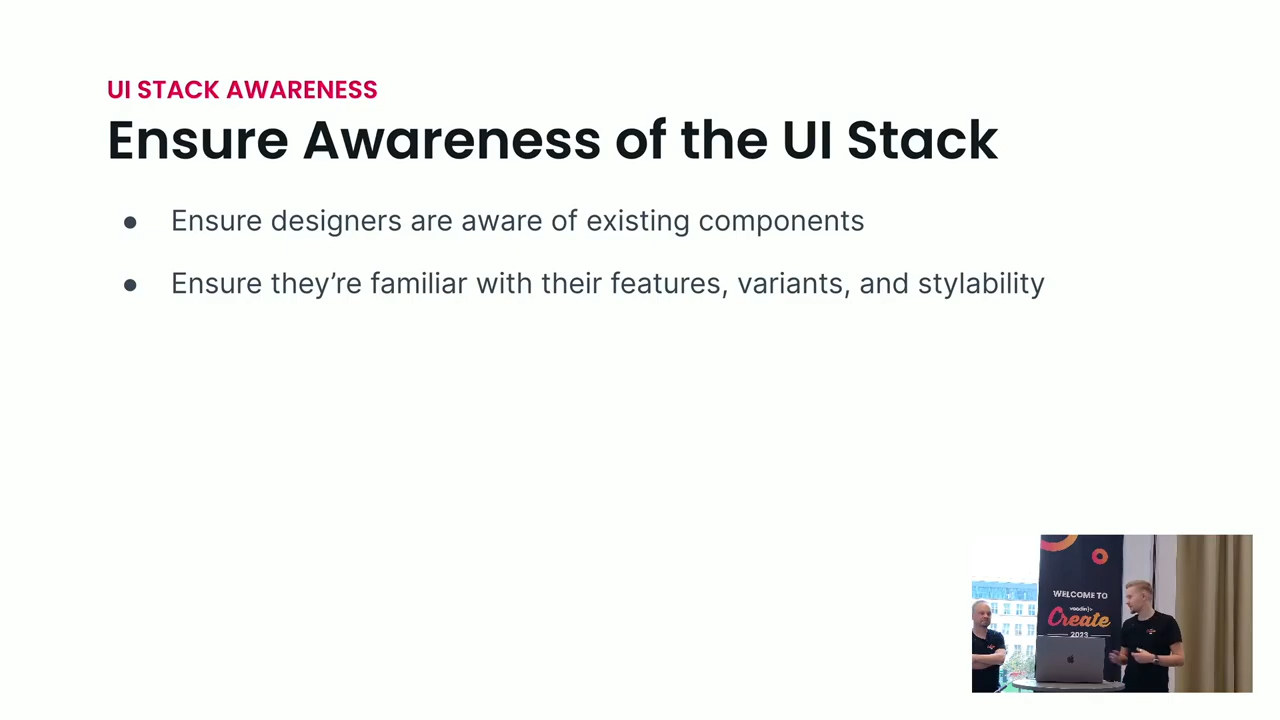 UI STACK AWARENESS
Ensure Awareness of the UI Stack
● Ensure designers are aware of existing components
● Ensure they’re familiar with their features, variants, and stylability
WELCOME TO
vaadin}>
Create
2023